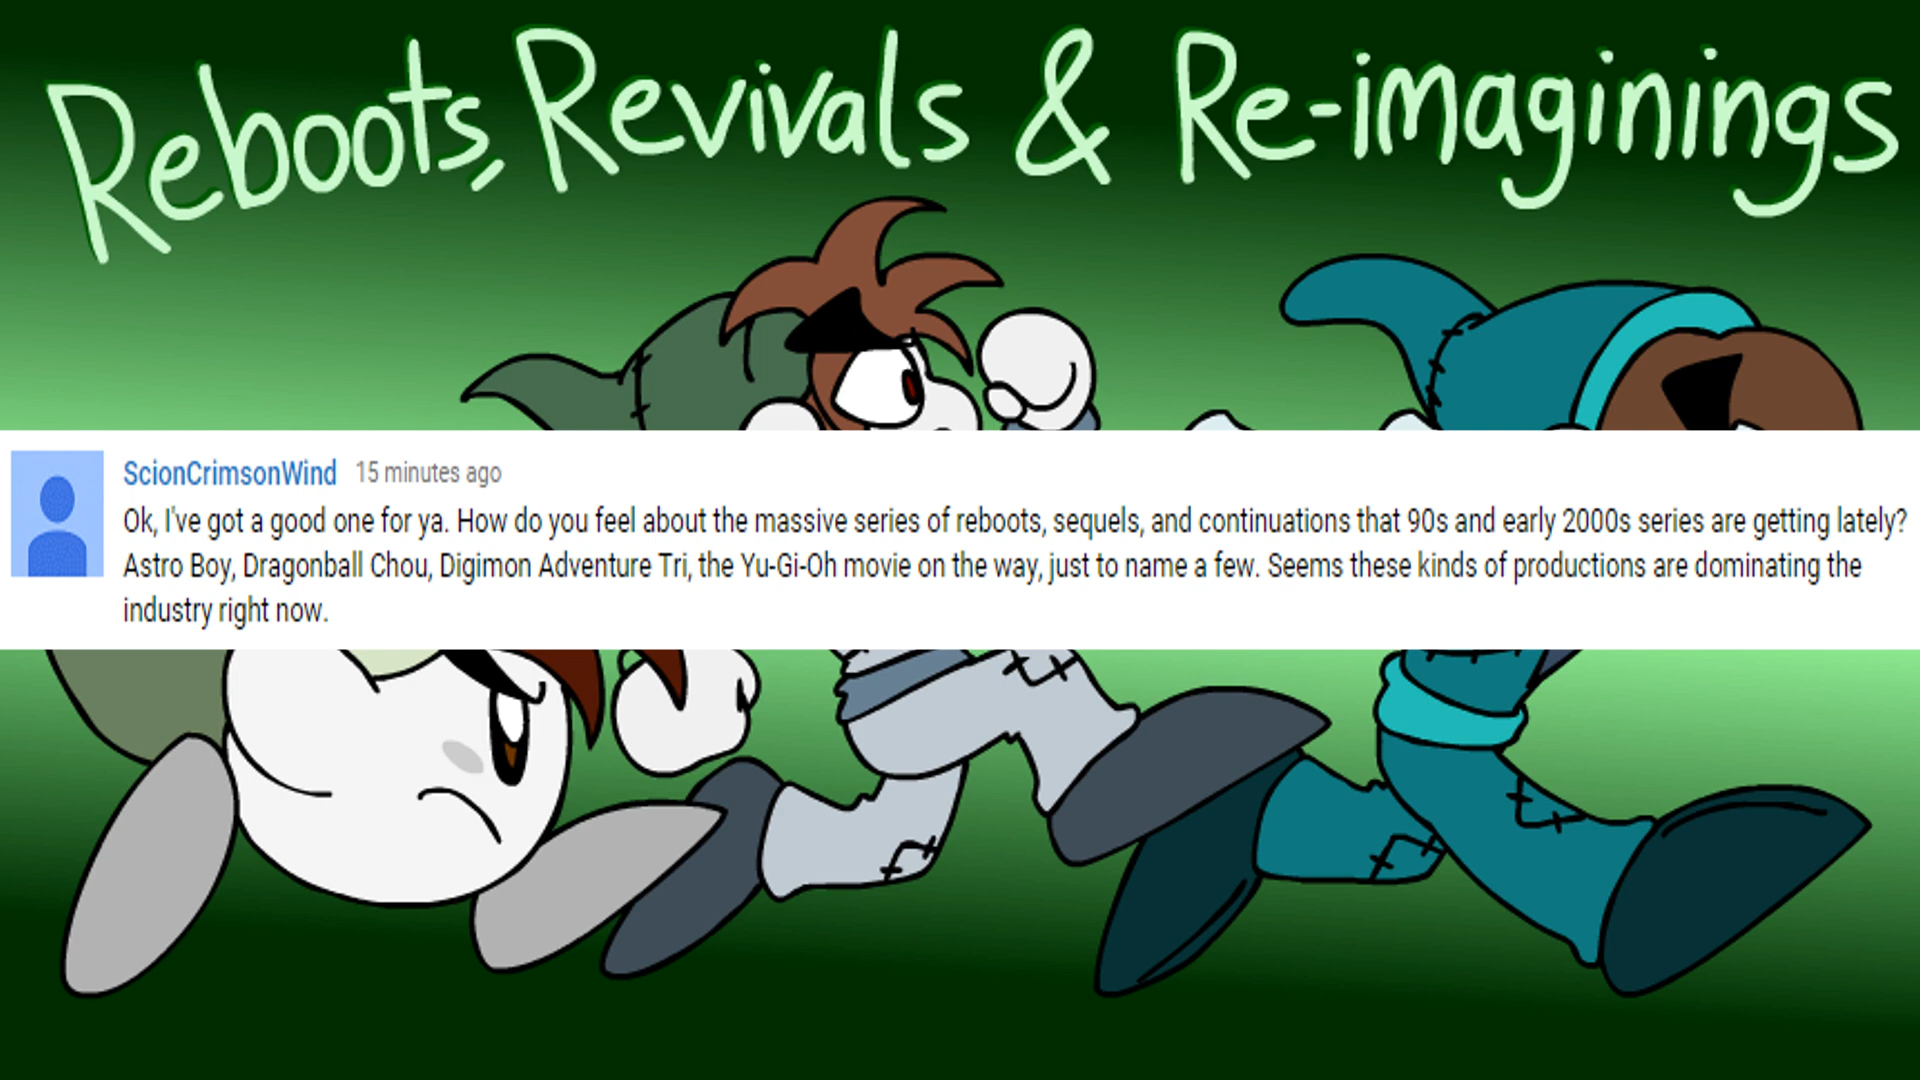 Reboots, Revivals & Re-imaginings
ScionCrimsonWind 15 minutes ago
Ok, I've got a good one for ya. How do you feel about the massive series of reboots, sequels, and continuations that 90s and early 2000s series are getting lately?
Astro Boy, Dragonball Chou, Digimon Adventure Tri, the Yu-Gi-Oh movie on the way, just to name a few. Seems these kinds of productions are dominating the
industry right now.